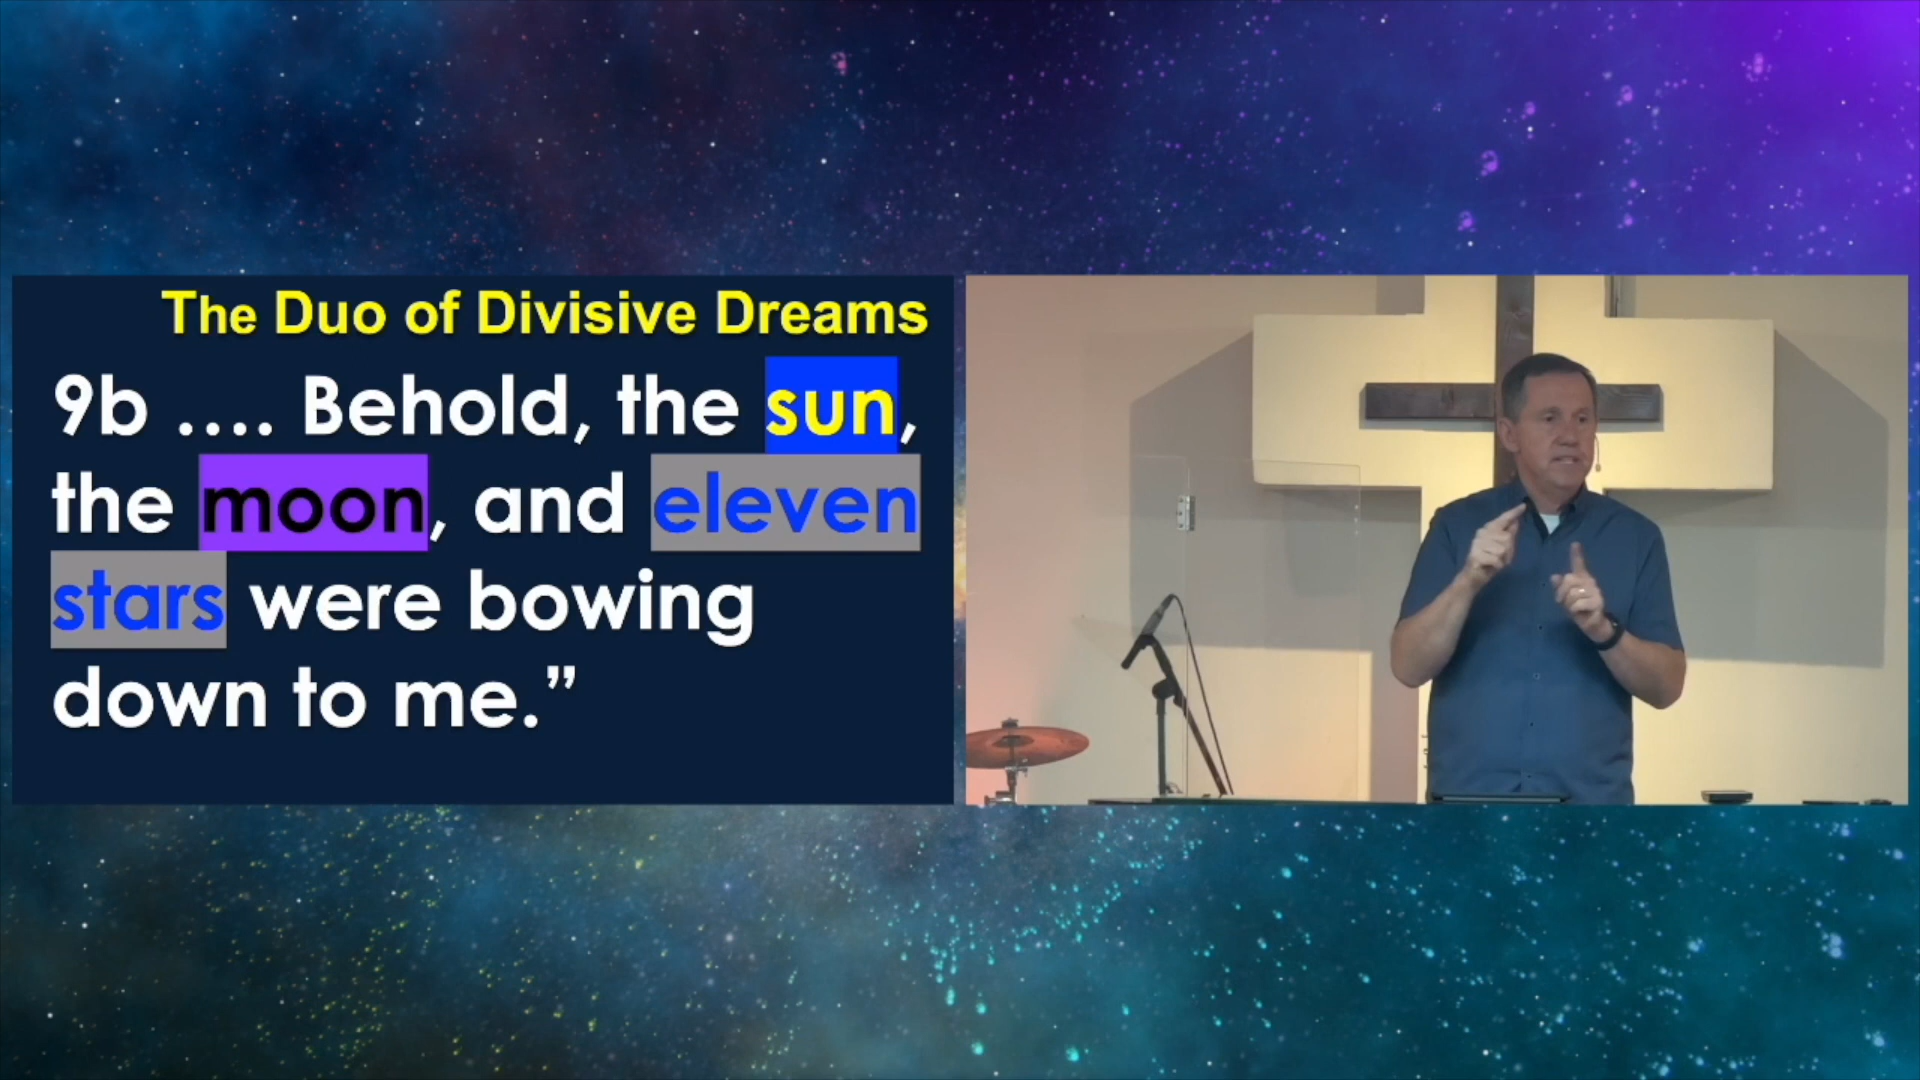 The Duo of Divisive Dreams
9b .... Behold, the sun,
the moon, and eleven
stars were bowing
down to me.”